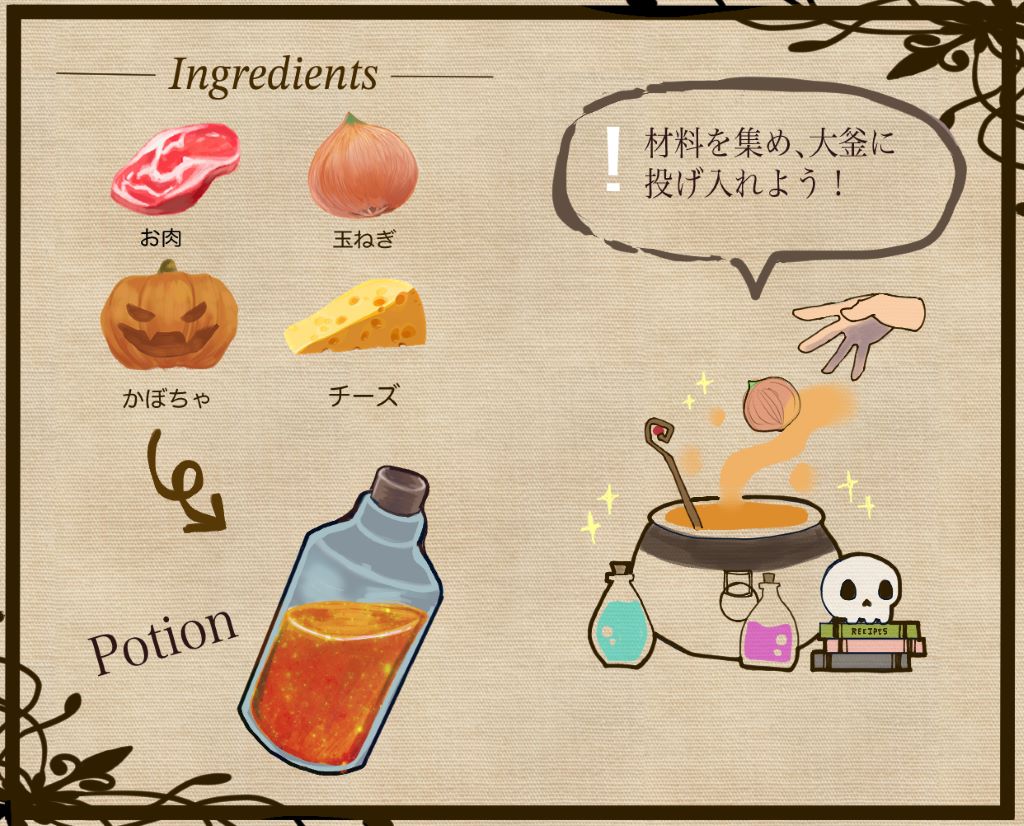 Ingredients
お肉
玉ねぎ
かぼちゃ
チーズ
Potion
! 材料を集め、大釜に
投げ入れよう！
RECIPES